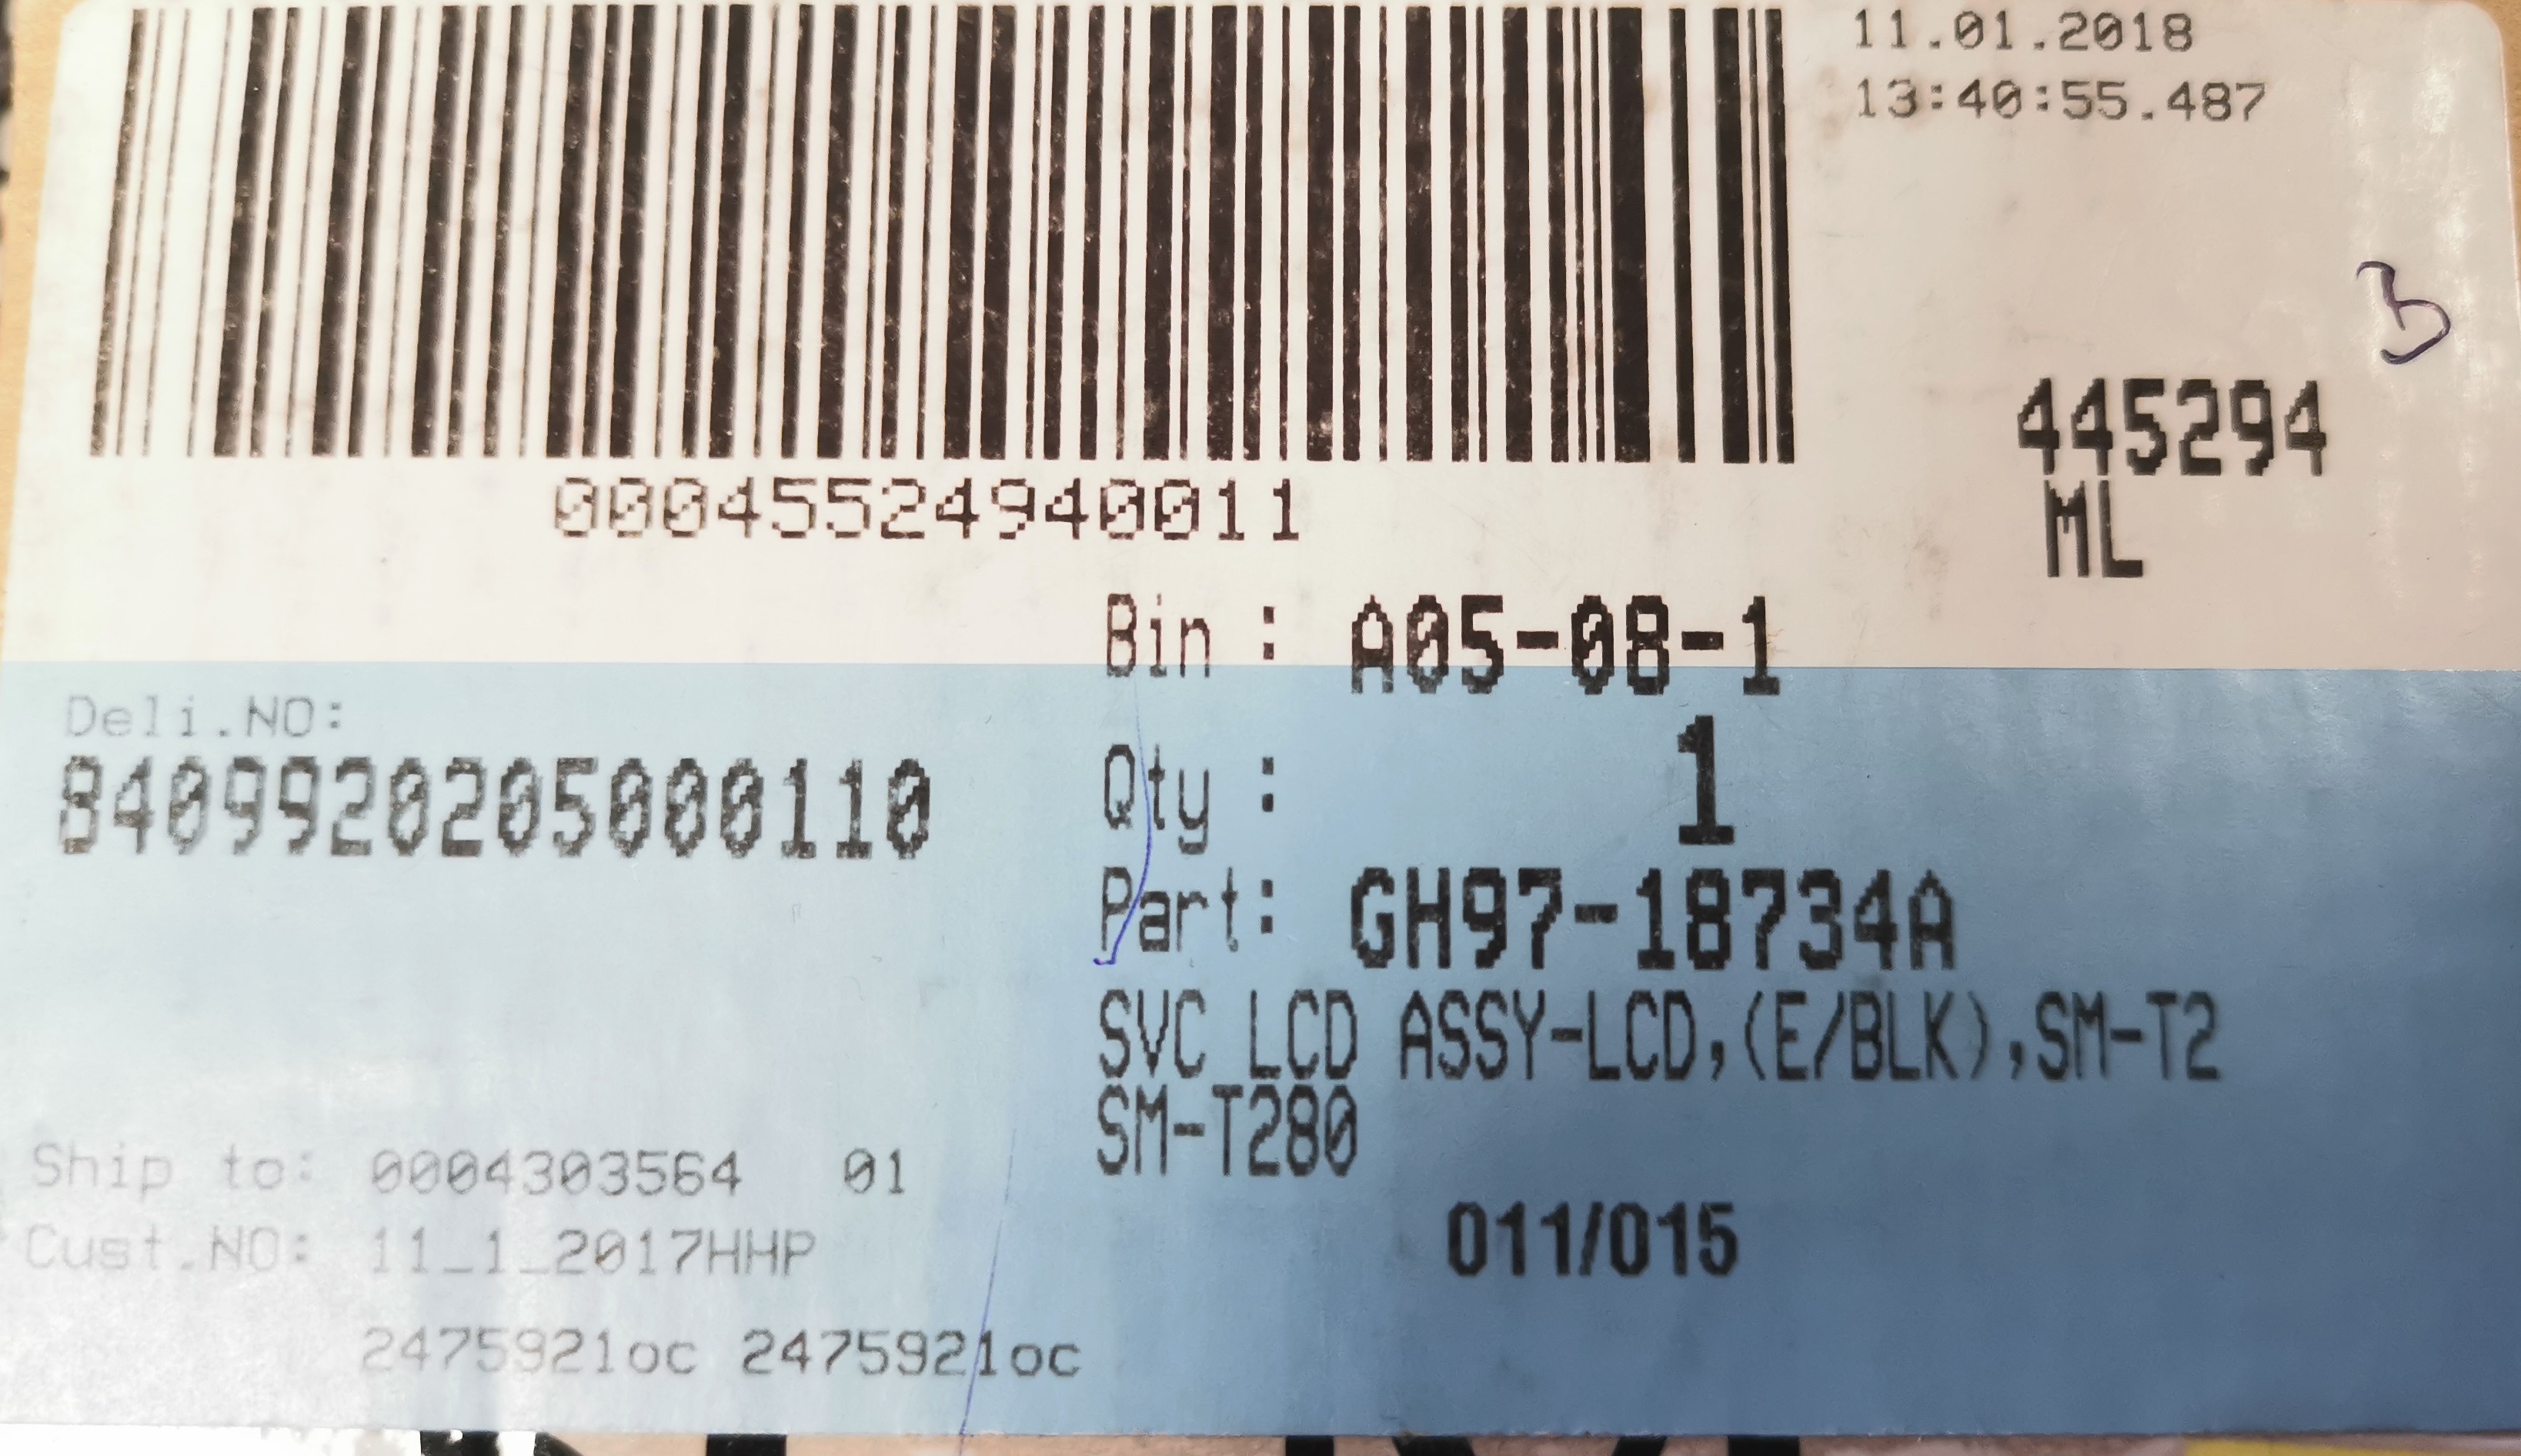 11.01.2018
13:40:55.487
445294
ML
00045524940011
Bin : A05-08-1
Deli.NO:
8409920205000110
Qty : 1
Part: GH97-18734A
SVC LCD ASSY-LCD,(E/BLK),SM-T2
SM-T280
Ship to: 0004303564 01
Cust.NO: 11_1_2017HHP
011/015
2475921oc 2475921oc